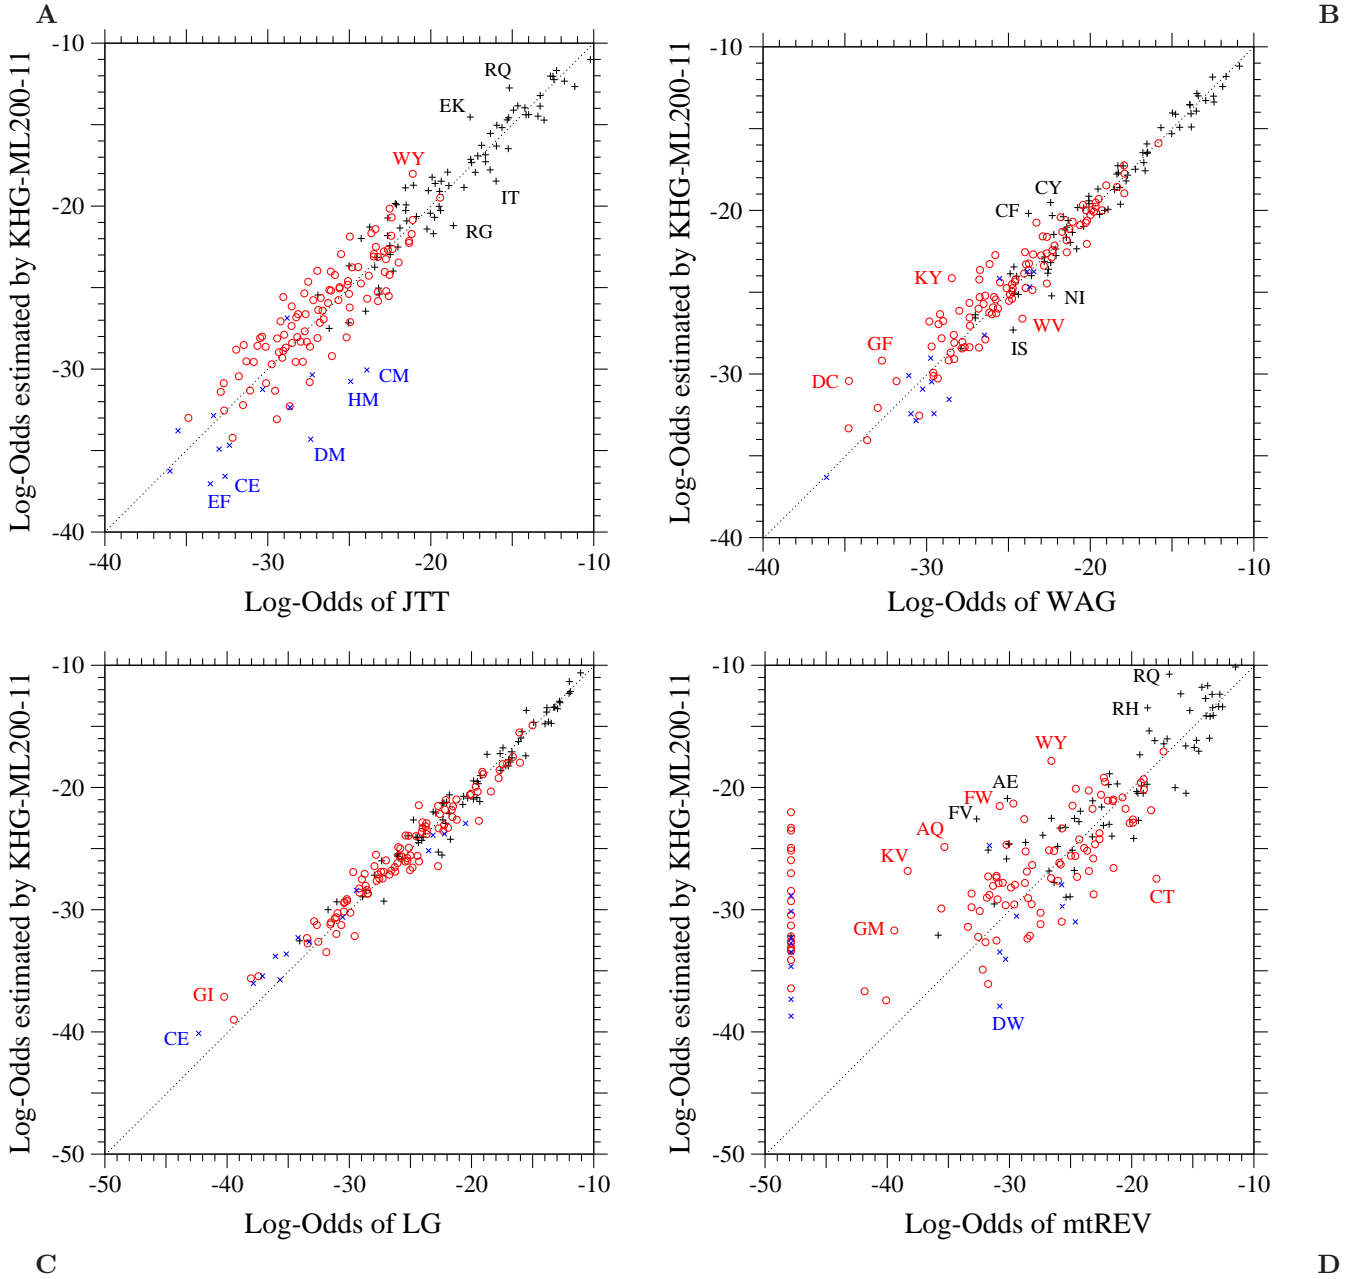 A
B
Log-Odds estimated by KHG-ML200-11
-10
-20
-30
-40
-40
-30
-20
-10
Log-Odds of JTT
RQ
EK
WY
IT
RG
CM
HM
DM
CE
EF
Log-Odds estimated by KHG-ML200-11
-10
-20
-30
-40
-40
-30
-20
-10
Log-Odds of WAG
CY
CF
KY
NI
WV
GF
IS
DC
Log-Odds estimated by KHG-ML200-11
-10
-20
-30
-40
-50
-50
-40
-30
-20
-10
Log-Odds of LG
GI
CE
Log-Odds estimated by KHG-ML200-11
-10
-20
-30
-40
-50
-50
-40
-30
-20
-10
Log-Odds of mtREV
RQ
RH
WY
AE
FW
FV
AQ
KV
CT
GM
DW
C
D